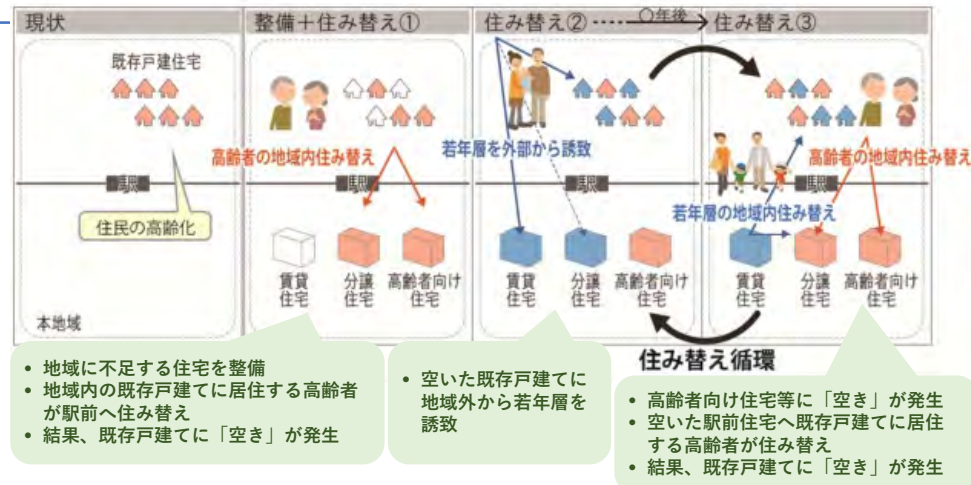 現状
既存戸建住宅
駅
住民の高齢化
本地域
整備＋住み替え①
高齢者の地域内住み替え
駅
賃貸
住宅
分譲
住宅
高齢者向け
住宅
住み替え②
〇年後
若年層を外部から誘致
駅
賃貸
住宅
分譲
住宅
高齢者向け
住宅
住み替え③
高齢者の地域内住み替え
駅
若年層の地域内住み替え
賃貸
住宅
分譲
住宅
高齢者向け
住宅
住み替え循環
• 地域に不足する住宅を整備
• 地域内の既存戸建てに居住する高齢者
が駅前へ住み替え
• 結果、既存戸建てに「空き」が発生
• 空いた既存戸建てに
地域外から若年層を
誘致
• 高齢者向け住宅等に「空き」が発生
• 空いた駅前住宅へ既存戸建てに居住
する高齢者が住み替え
• 結果、既存戸建てに「空き」が発生